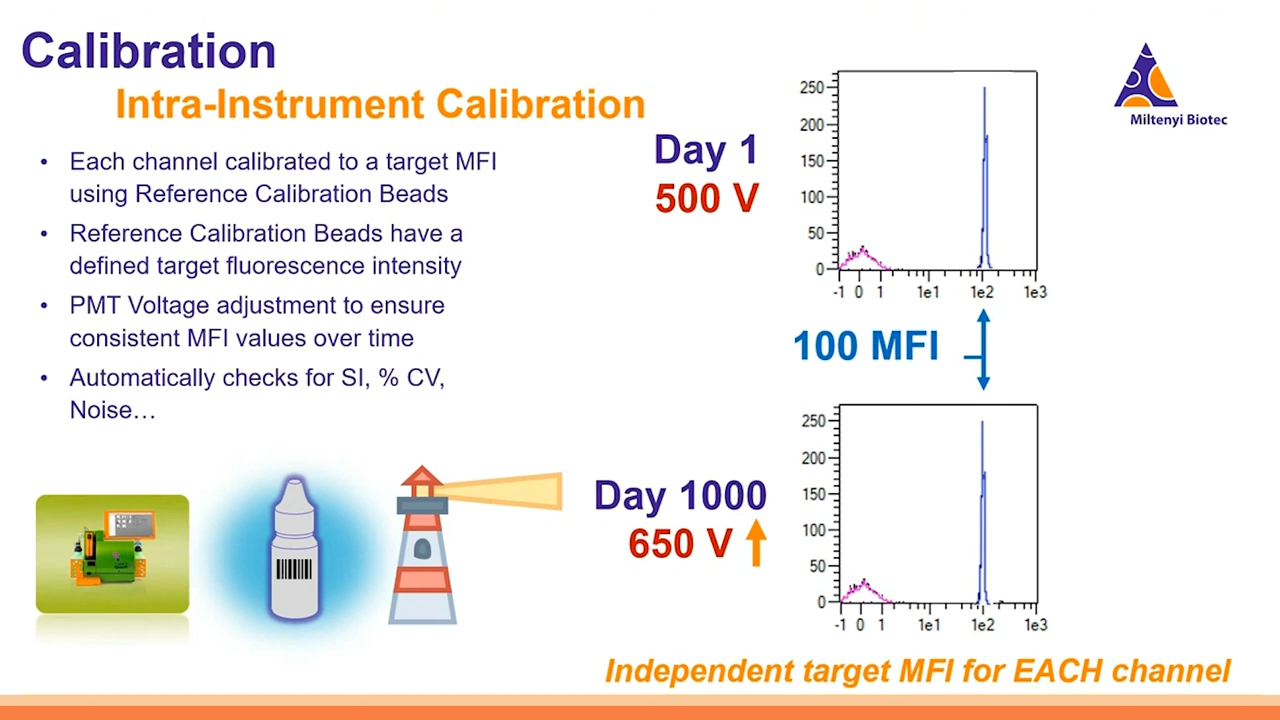 Calibration
Intra-Instrument Calibration
• Each channel calibrated to a target MFI
using Reference Calibration Beads
• Reference Calibration Beads have a
defined target fluorescence intensity
• PMT Voltage adjustment to ensure
consistent MFI values over time
• Automatically checks for SI, % CV,
Noise…
Day 1
500 V
250
200
150
100
50
0
-1 0 1 1e1 1e2 1e3
Miltenyi Biotec
100 MFI
Day 1000
650 V
250
200
150
100
50
0
-1 0 1 1e1 1e2 1e3
Independent target MFI for EACH channel